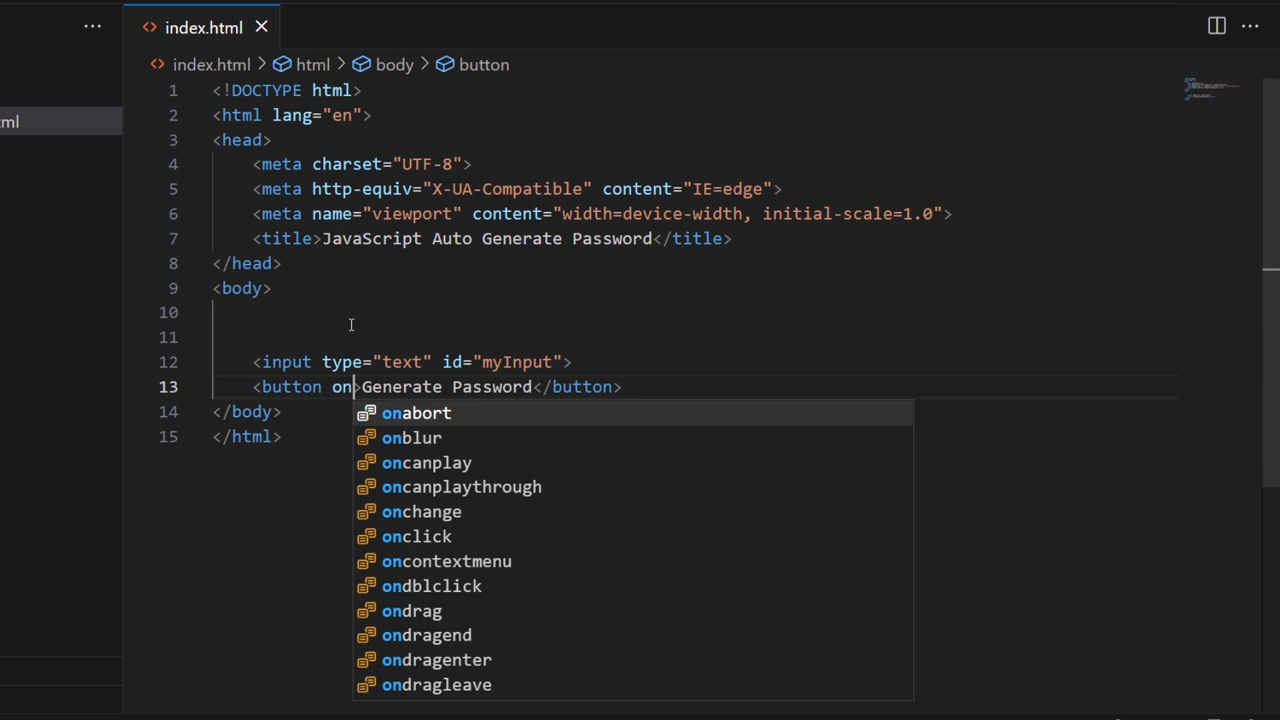 index.html
index.html > html > body > button
tml
1 <!DOCTYPE html>
2 <html lang="en">
3 <head>
4 <meta charset="UTF-8">
5 <meta http-equiv="X-UA-Compatible" content="IE=edge">
6 <meta name="viewport" content="width=device-width, initial-scale=1.0">
7 <title>JavaScript Auto Generate Password</title>
8 </head>
9 <body>
10
11
12 <input type="text" id="myInput">
13 <button on>Generate Password</button>
14 </body>
15 </html>
onabort
onblur
oncanplay
oncanplaythrough
onchange
onclick
oncontextmenu
ondblclick
ondrag
ondragend
ondragenter
ondragleave